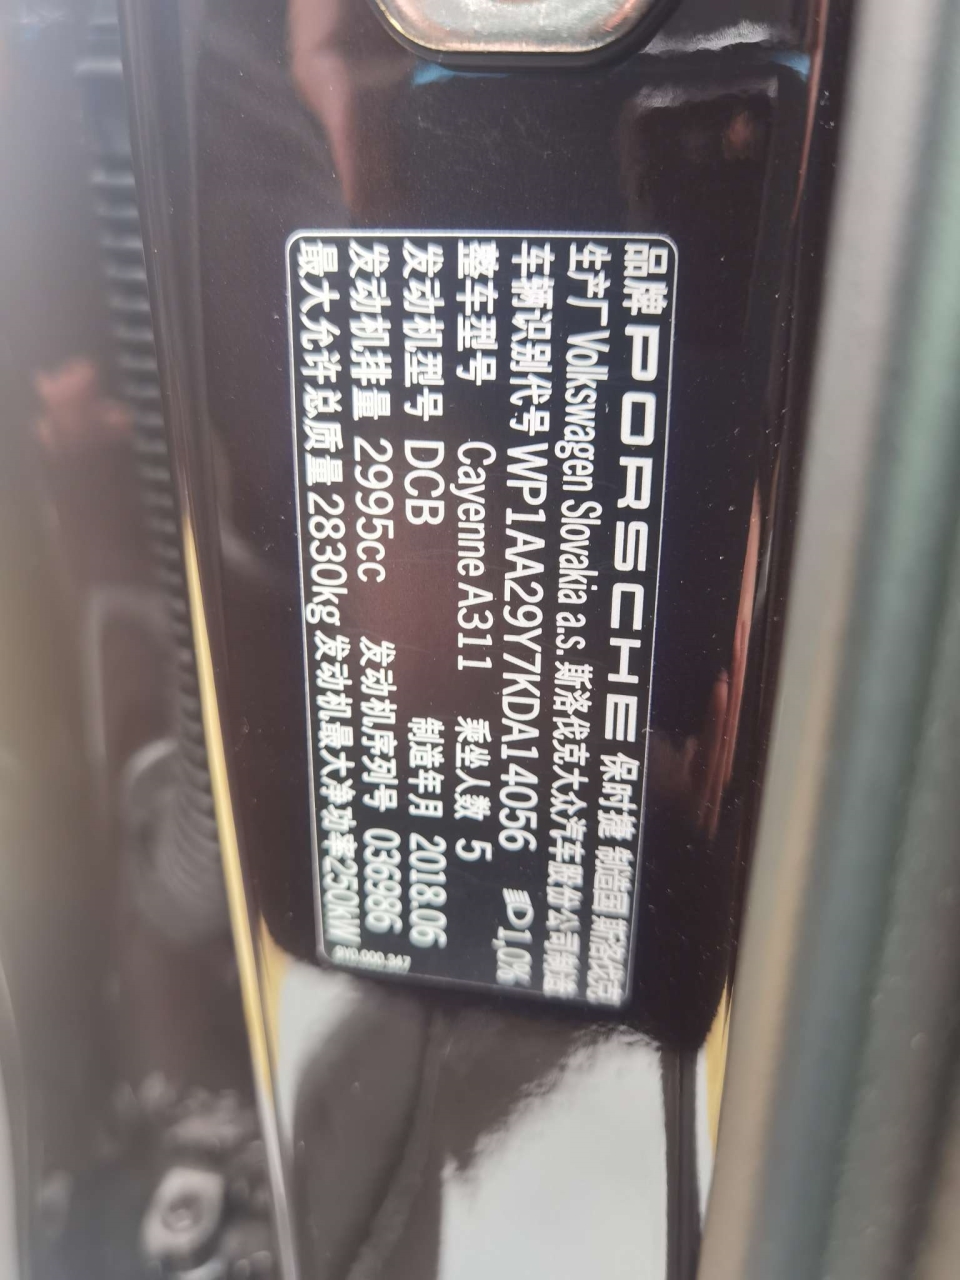 品牌 PORSCHE 保时捷 制造国 斯洛伐克
生产厂 Volkswagen Slovakia a.s. 斯洛伐克大众汽车股份公司制造
车辆识别代号 WP1AA29Y7KDA14056 1,0%
整车型号 Cayenne A311 乘坐人数 5
发动机型号 DCB 制造年月 2018.06
发动机排量 2995cc 发动机序列号 036986
最大允许总质量 2830kg 发动机最大净功率250KW
9Y0.000.347